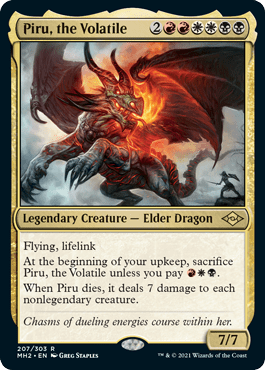 Piru, the Volatile 2
Legendary Creature — Elder Dragon
Flying, lifelink
At the beginning of your upkeep, sacrifice
Piru, the Volatile unless you pay .
When Piru dies, it deals 7 damage to each
nonlegendary creature.
Chasms of dueling energies course within her.
7/7
207/303 R
MH2 • EN GREG STAPLES
™ & © 2021 Wizards of the Coast